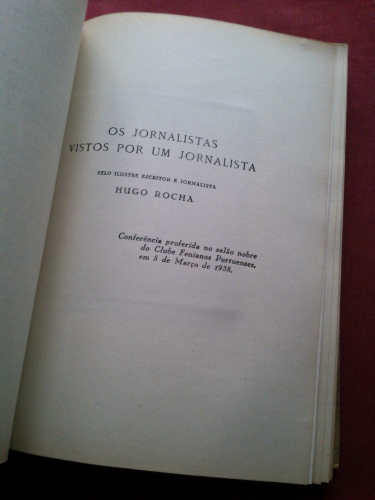 OS JORNALISTAS
VISTOS POR UM JORNALISTA
PELO ILUSTRE ESCRITOR E JORNALISTA
HUGO ROCHA
Conferência proferida no salão nobre
do Clube Fenianos Portuenses,
em 5 de Março de 1938.